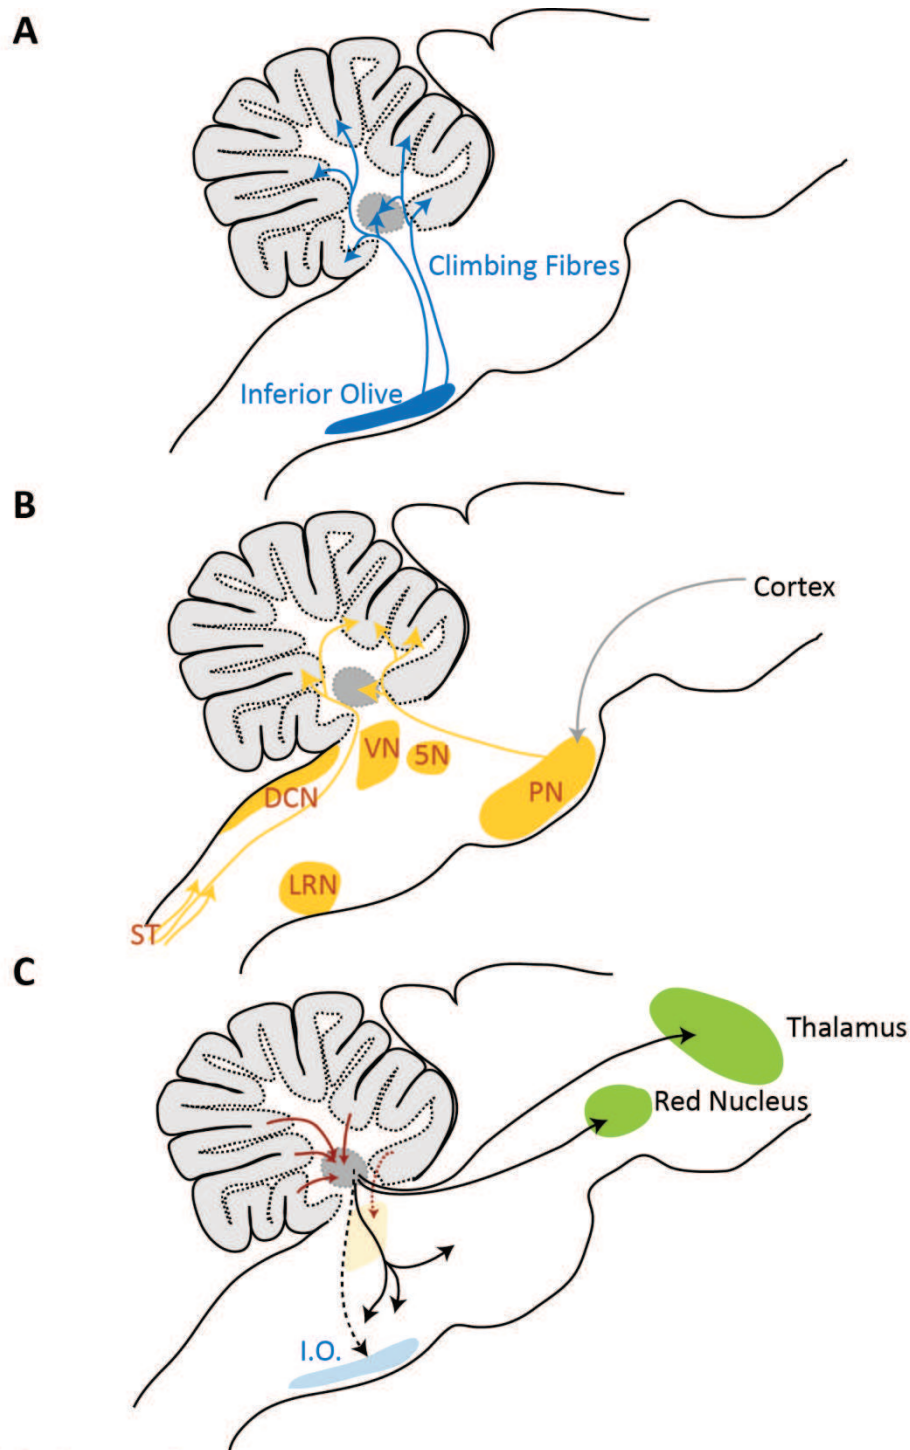 A
Climbing Fibres
Inferior Olive
B
Cortex
VN
5N
DCN
PN
LRN
ST
C
Thalamus
Red Nucleus
I.O.